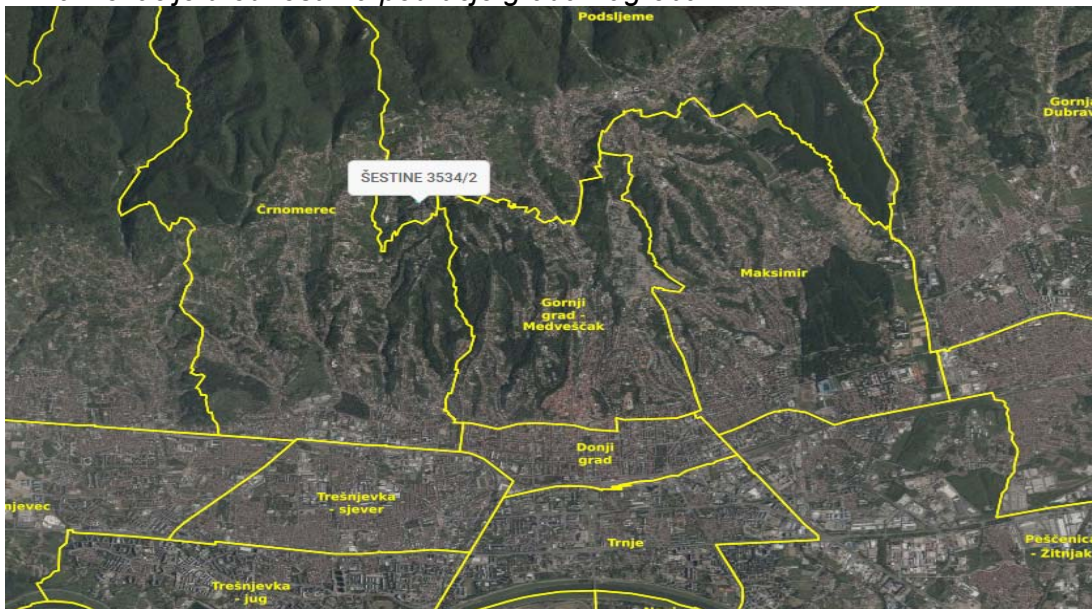 Podsljeme
Gornja
Dubrava
ŠESTINE 3534/2
Črnomerec
Maksimir
Gornji
grad -
Medveščak
Donji
grad
Trešnjevka
- sjever
njevec
Trnje
Peščenica
- Žitnjak
Trešnjevka
- jug